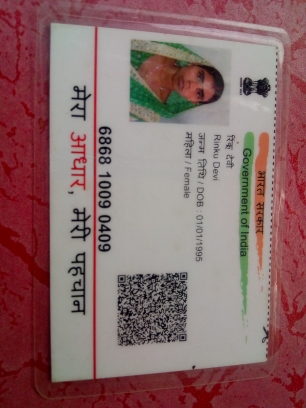 भारत सरकार
Government of India
रिंकू देवी
Rinku Devi
जन्म तिथि / DOB : 01/01/1995
महिला / Female
6868 1009 0409
मेरा आधार, मेरी पहचान